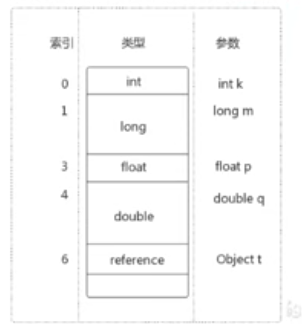 索引 类型 参数
0 int int k
1 long long m
3 float float p
4 double double q
6 reference Object t